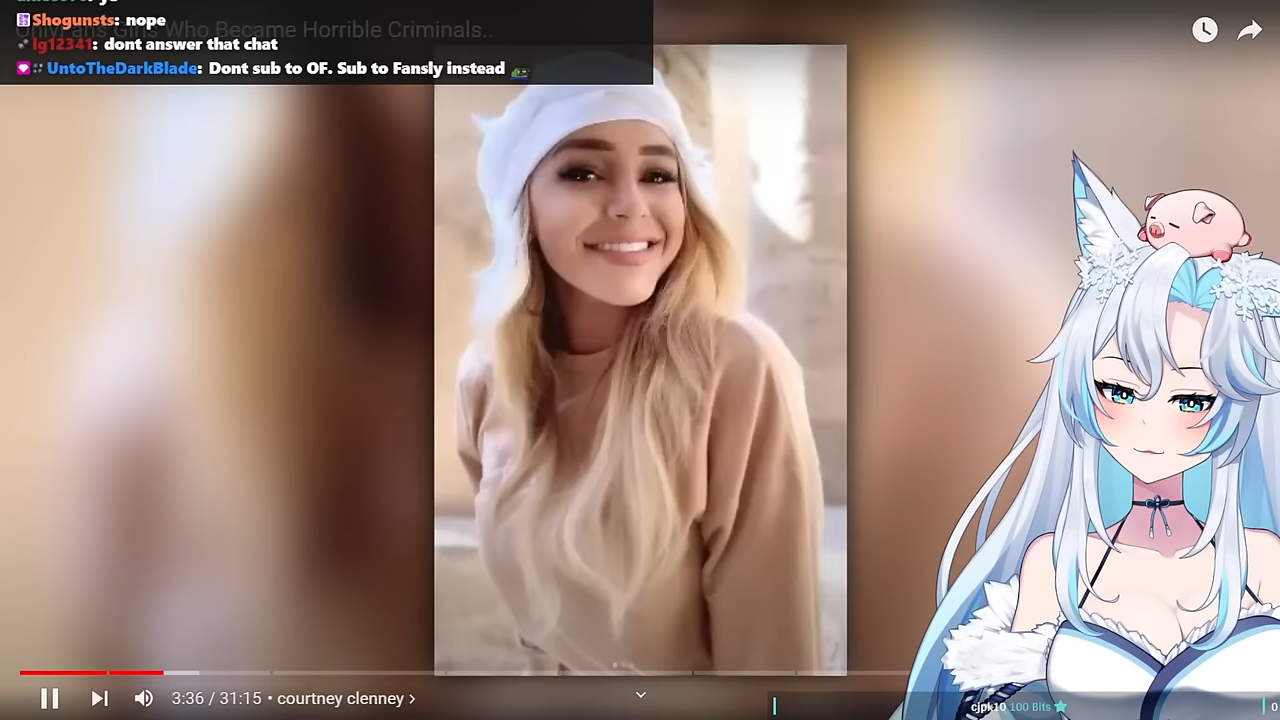 Shogunsts: nope
OnlyFans Girls Who Became Horrible Criminals..
lg12341: dont answer that chat
UntoTheDarkBlade: Dont sub to OF. Sub to Fansly instead
3:36 / 31:15 • courtney clenney ›
cjpk10 100 Bits
0